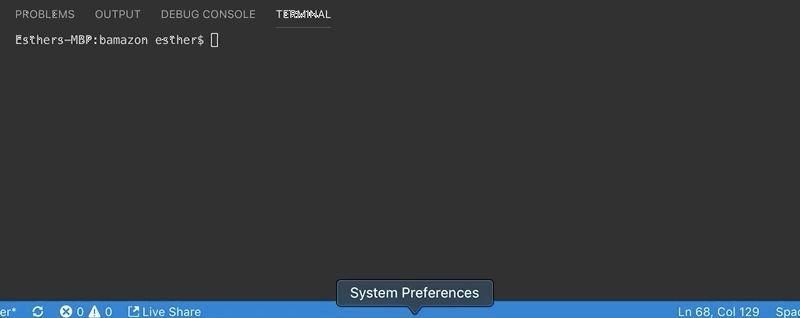 PROBLEMS OUTPUT DEBUG CONSOLE TERMINAL
Esthers-MBP:bamazon esther$
System Preferences
er* 0 0 Live Share Ln 68, Col 129 Spac